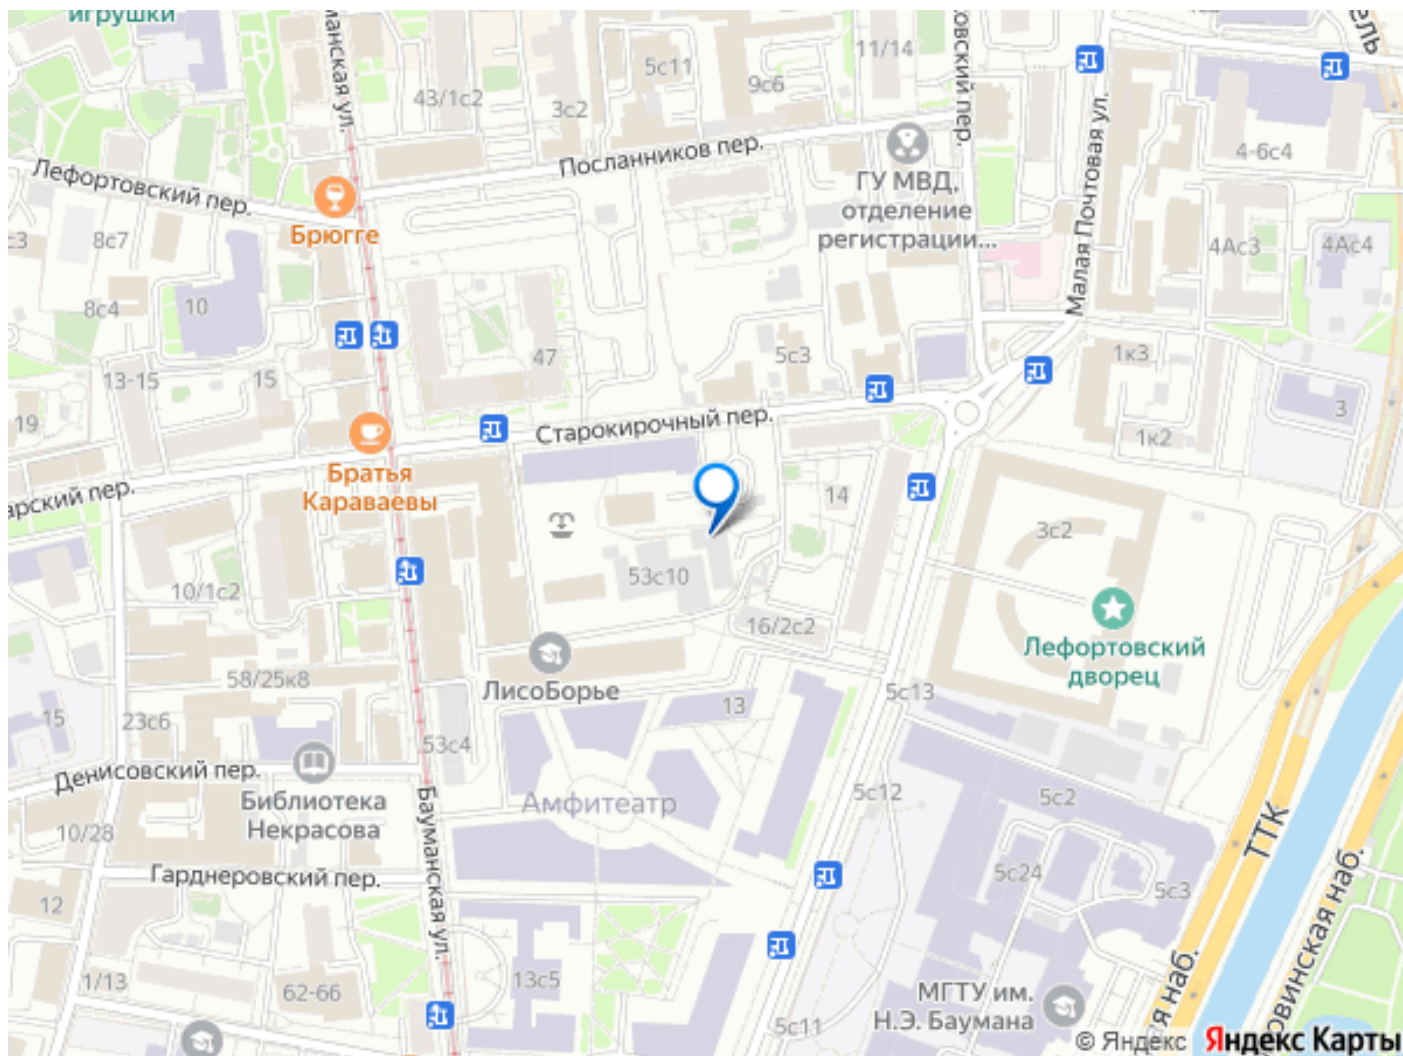 игрушки
манская ул.
43/1с2
3с2
5с11
9с6
11/14
ковский пер.
Малая Почтовая ул.
4-6с4
Посланников пер.
Лефортовский пер.
Брюгге
ГУ МВД,
отделение
регистрации...
4Ас3
4Ас4
с3
8с7
8с4
10
13-15
15
47
5с3
1к3
3
19
Старокирочный пер.
1к2
Братья
Караваевы
арский пер.
14
3с2
53с10
10/1с2
16/2с2
Лефортовский
дворец
ЛисоБорье
58/25к8
15
23с6
13
5с13
53с4
Денисовский пер.
Библиотека
Некрасова
Амфитеатр
5с12
5с2
ТТК
10/28
Бауманская ул.
Гарднеровский пер.
5с24
5с3
12
13с5
1/13
62-66
МГТУ им.
Н.Э. Баумана
5с11
я наб.
овинская наб.
© Яндекс Яндекс Карты